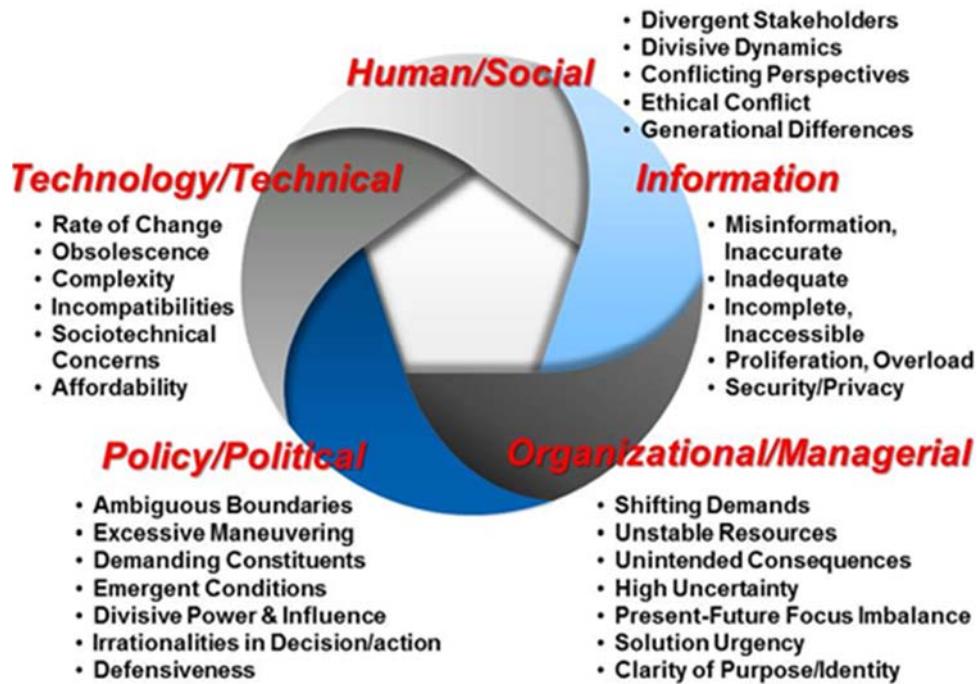 Human/Social
• Divergent Stakeholders
• Divisive Dynamics
• Conflicting Perspectives
• Ethical Conflict
• Generational Differences
Technology/Technical
• Rate of Change
• Obsolescence
• Complexity
• Incompatibilities
• Sociotechnical
Concerns
• Affordability
Information
• Misinformation,
Inaccurate
• Inadequate
• Incomplete,
Inaccessible
• Proliferation, Overload
• Security/Privacy
Policy/Political
• Ambiguous Boundaries
• Excessive Maneuvering
• Demanding Constituents
• Emergent Conditions
• Divisive Power & Influence
• Irrationalities in Decision/action
• Defensiveness
Organizational/Managerial
• Shifting Demands
• Unstable Resources
• Unintended Consequences
• High Uncertainty
• Present-Future Focus Imbalance
• Solution Urgency
• Clarity of Purpose/Identity